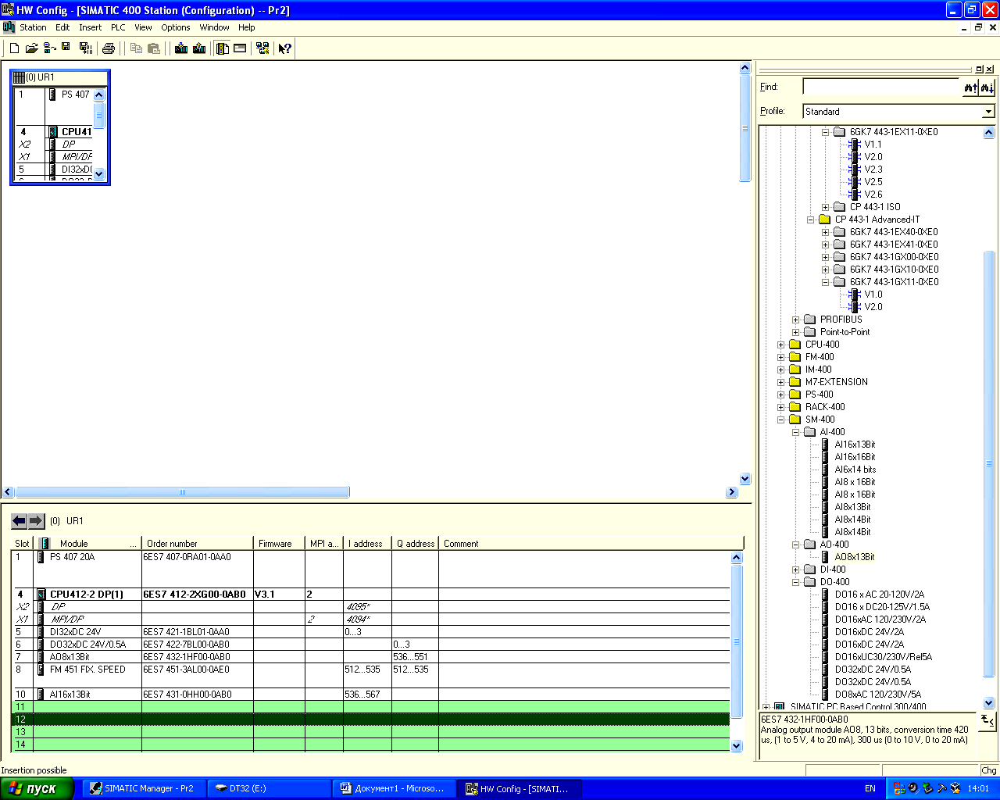 HW Config - [SIMATIC 400 Station (Configuration) -- Pr2]
Station Edit Insert PLC View Options Window Help
(0) UR1
1 PS 407
4 CPU41
X2 DP
X1 MPI/DP
5 DI32xDC
Find:
Profile: Standard
6GK7 443-1EX11-0XE0
V1.1
V2.0
V2.3
V2.5
V2.6
CP 443-1 ISO
CP 443-1 Advanced-IT
6GK7 443-1EX40-0XE0
6GK7 443-1EX41-0XE0
6GK7 443-1GX00-0XE0
6GK7 443-1GX10-0XE0
6GK7 443-1GX11-0XE0
V1.0
V2.0
PROFIBUS
Point-to-Point
CPU-400
FM-400
IM-400
M7-EXTENSION
PS-400
RACK-400
SM-400
AI-400
AI16x13Bit
AI16x16Bit
AI6x14 bits
AI8 x 16Bit
AI8 x 16Bit
AI8x13Bit
AI8x14Bit
AI8x14Bit
AO-400
AO8x13Bit
DI-400
DO-400
DO16 x AC 20-120V/2A
DO16 x DC20-125V/1.5A
DO16xAC 120/230V/2A
DO16xDC 24V/2A
DO16xDC 24V/2A
DO16xUC30/230V/Rel5A
DO32xDC 24V/0.5A
DO32xDC 24V/0.5A
DO8xAC 120/230V/5A
SIMATIC PC Based Control 300/400
6ES7 432-1HF00-0AB0
Analog output module AO8, 13 bits, conversion time 420
us, (1 to 5 V, 4 to 20 mA), 300 us (0 to 10 V, 0 to 20 mA)
(0) UR1
Slot Module ... Order number Firmware MPI a... I address Q address Comment
1 PS 407 20A 6ES7 407-0RA01-0AA0
4 CPU412-2 DP(1) 6ES7 412-2XG00-0AB0 V3.1 2
X2 DP 4095*
X1 MPI/DP 2 4094*
5 DI32xDC 24V 6ES7 421-1BL01-0AA0 0...3
6 DO32xDC 24V/0.5A 6ES7 422-7BL00-0AB0 0...3
7 AO8x13Bit 6ES7 432-1HF00-0AB0 536...551
8 FM 451 FIX. SPEED 6ES7 451-3AL00-0AE0 512...535 512...535
10 AI16x13Bit 6ES7 431-0HH00-0AB0 536...567
11
12
13
14
Insertion possible Chg
пуск SIMATIC Manager - Pr2 DT32 (E:) Документ1 - Microso... HW Config - [SIMATI... EN 14:01